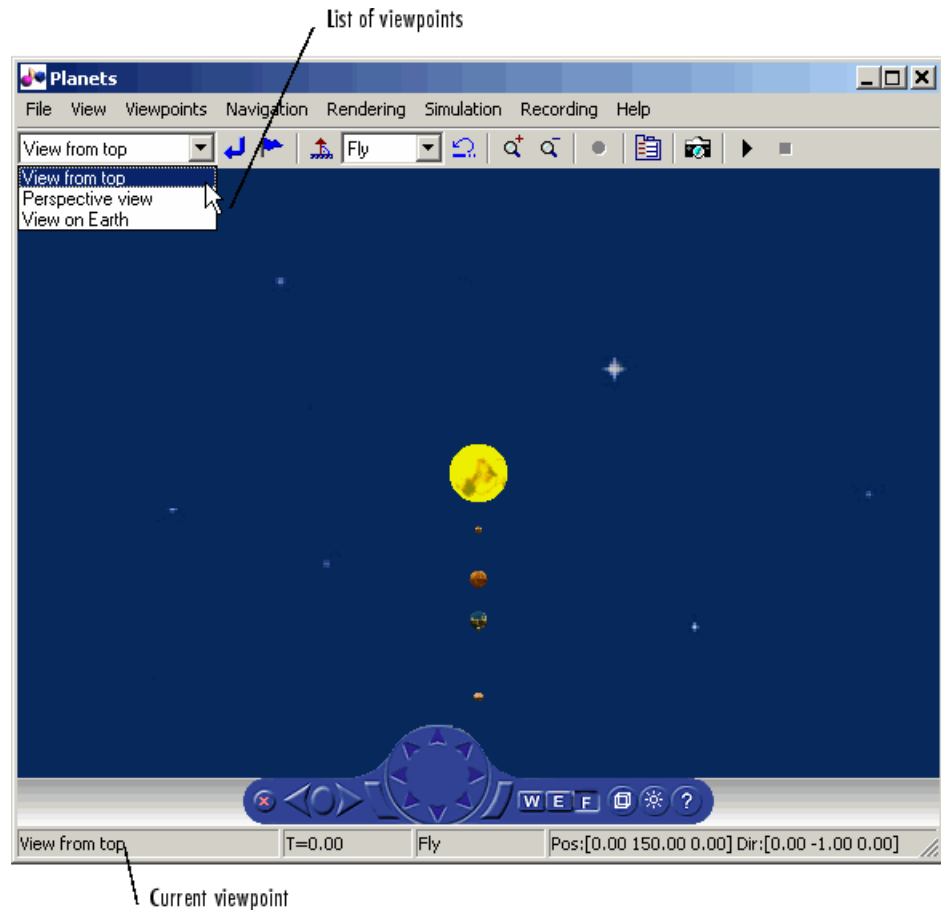 List of viewpoints
Planets
File View Viewpoints Navigation Rendering Simulation Recording Help
View from top Fly
View from top
Perspective view
View on Earth
W E F ?
View from top T=0.00 Fly Pos:[0.00 150.00 0.00] Dir:[0.00 -1.00 0.00]
Current viewpoint